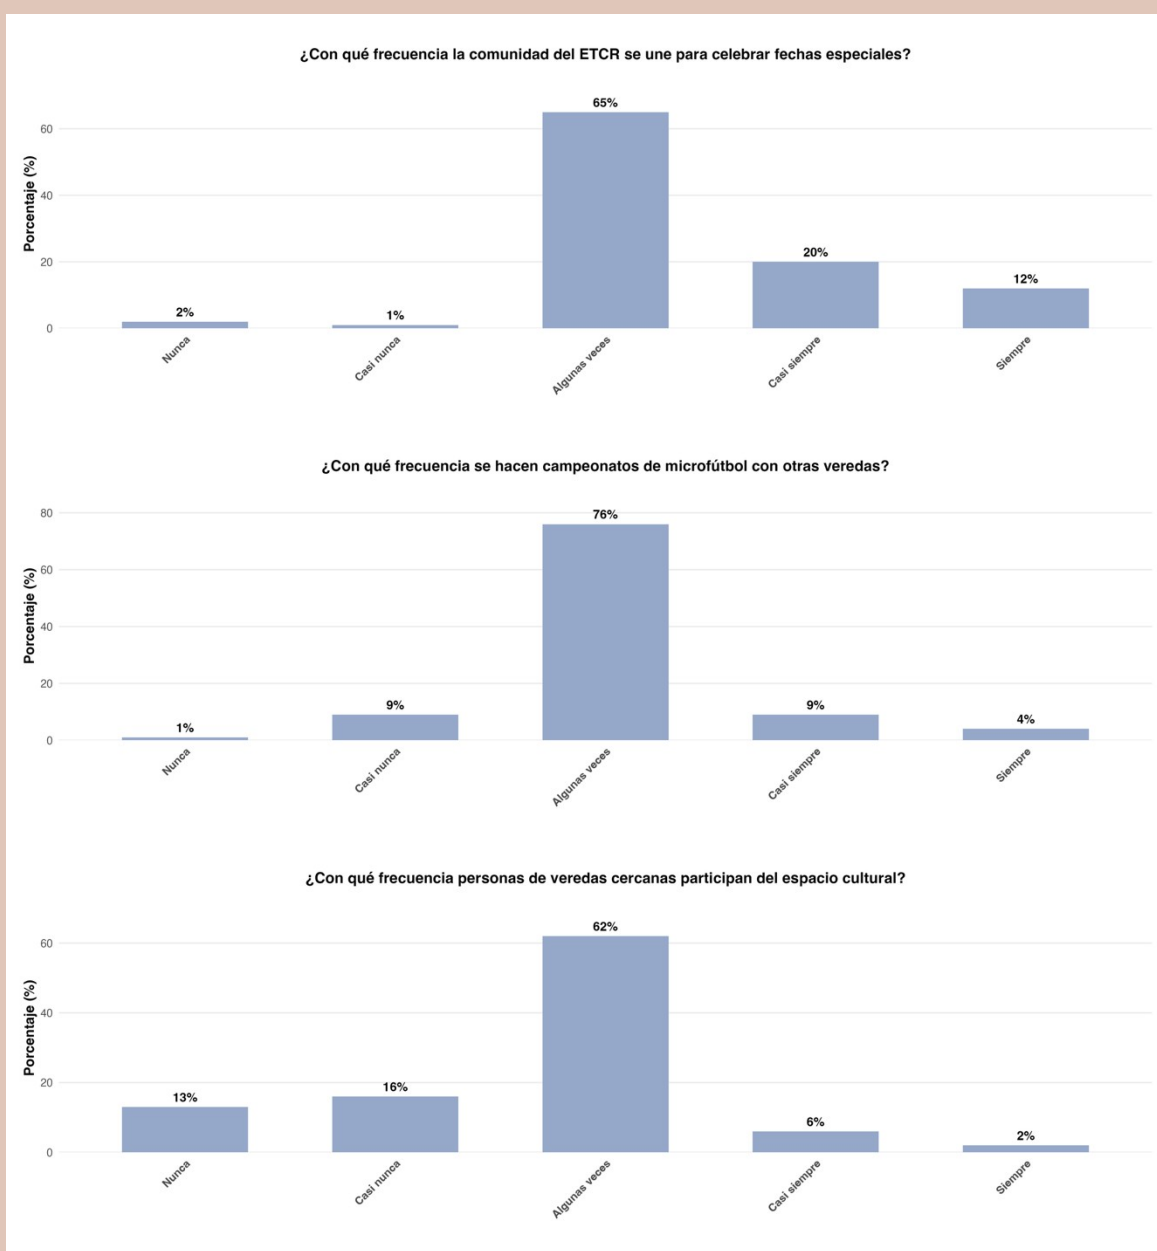 ¿Con qué frecuencia la comunidad del ETCR se une para celebrar fechas especiales?
Porcentaje (%)
60
40
20
0
2%
1%
65%
20%
12%
Nunca
Casi nunca
Algunas veces
Casi siempre
Siempre
¿Con qué frecuencia se hacen campeonatos de microfútbol con otras veredas?
Porcentaje (%)
80
60
40
20
0
1%
9%
76%
9%
4%
Nunca
Casi nunca
Algunas veces
Casi siempre
Siempre
¿Con qué frecuencia personas de veredas cercanas participan del espacio cultural?
Porcentaje (%)
60
40
20
0
13%
16%
62%
6%
2%
Nunca
Casi nunca
Algunas veces
Casi siempre
Siempre